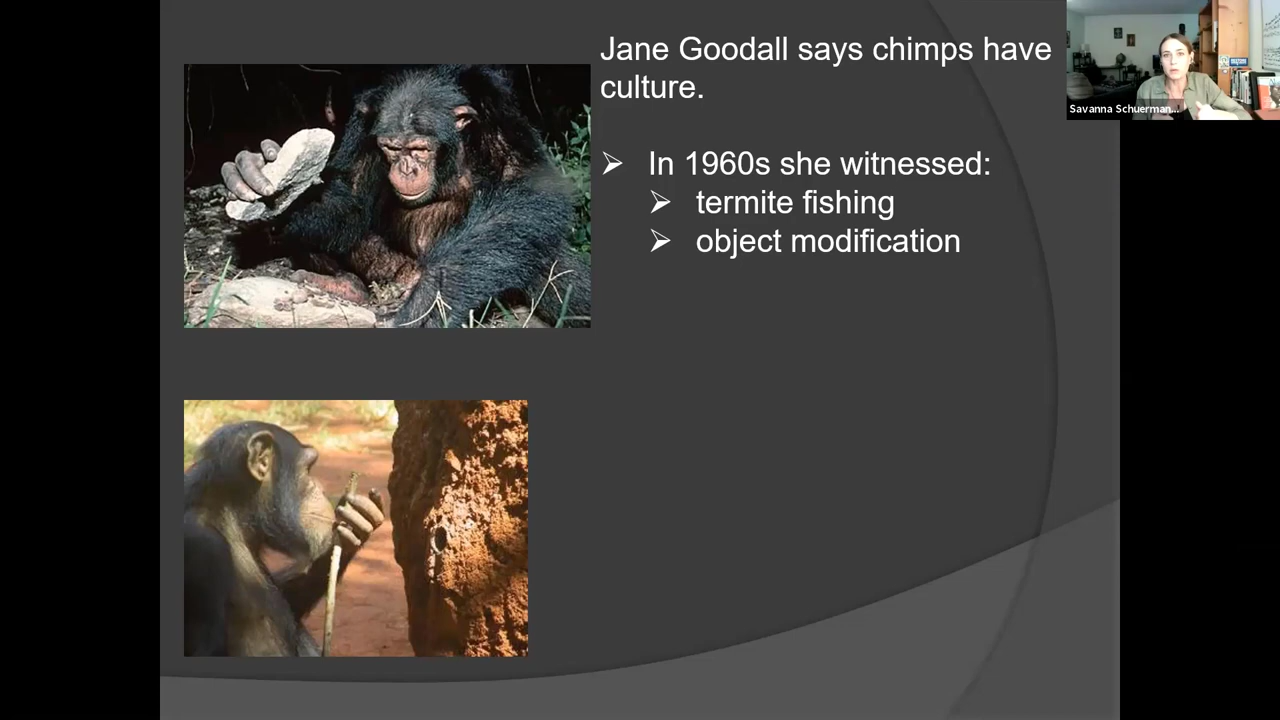 Jane Goodall says chimps have
culture.
➢ In 1960s she witnessed:
➢ termite fishing
➢ object modification
Savanna Schuerman...